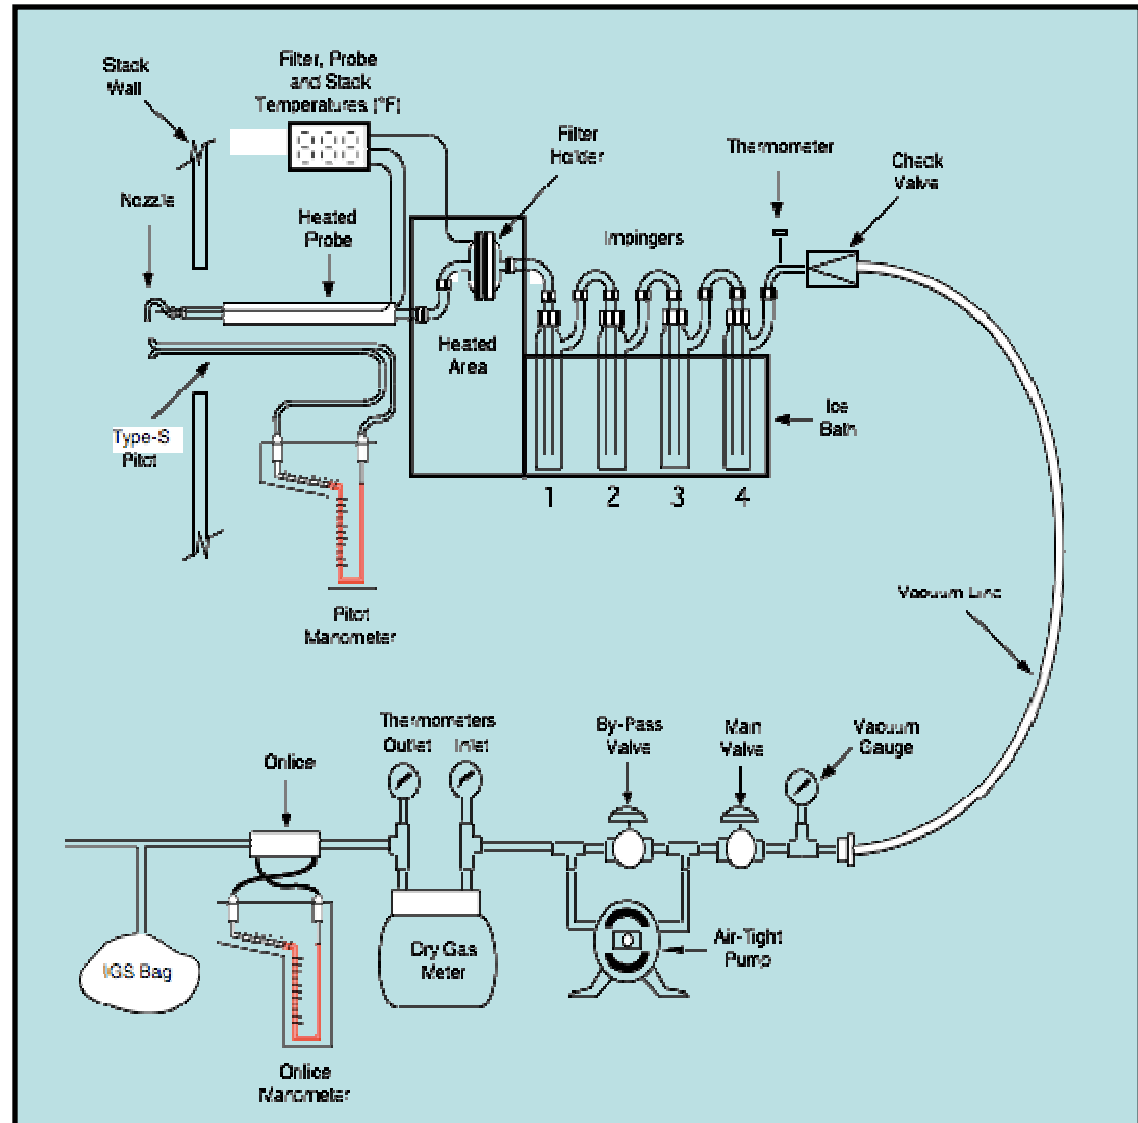 Stack
Wall
Filter, Probe
and Stack
Temperatures (°F)
Filter
Holder
Thermometer
Check
Valve
Nozzle
Heated
Probe
Impingers
Heated
Area
Ice
Bath
Type-S
Pitot
1 2 3 4
Pitot
Manometer
Vacuum Line
Thermometers
Outlet Inlet
By-Pass
Valve
Main
Valve
Vacuum
Gauge
Orifice
Dry Gas
Meter
Air-Tight
Pump
Bag
Orifice
Manometer